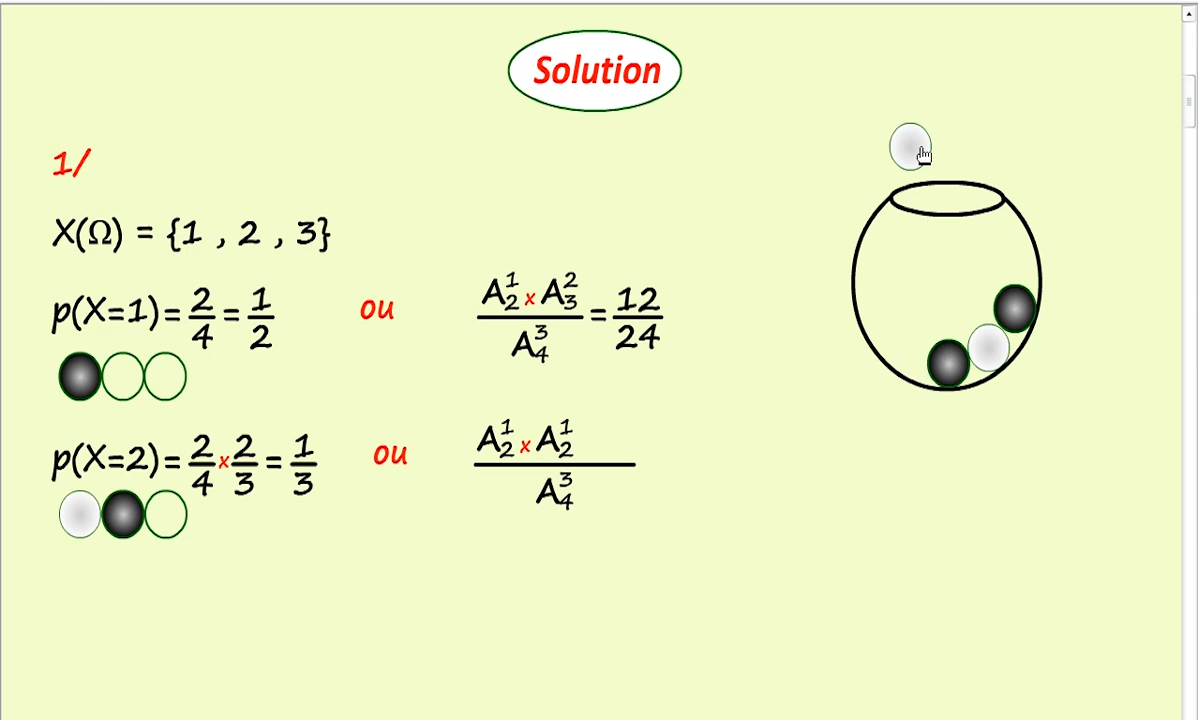 Solution
1/
X(Ω) = {1 , 2 , 3}
p(X=1)= 2/4 = 1/2 ou A₂¹ x A₃² / A₄³ = 12/24
p(X=2)= 2/4 x 2/3 = 1/3 ou A₂¹ x A₂¹ / A₄³